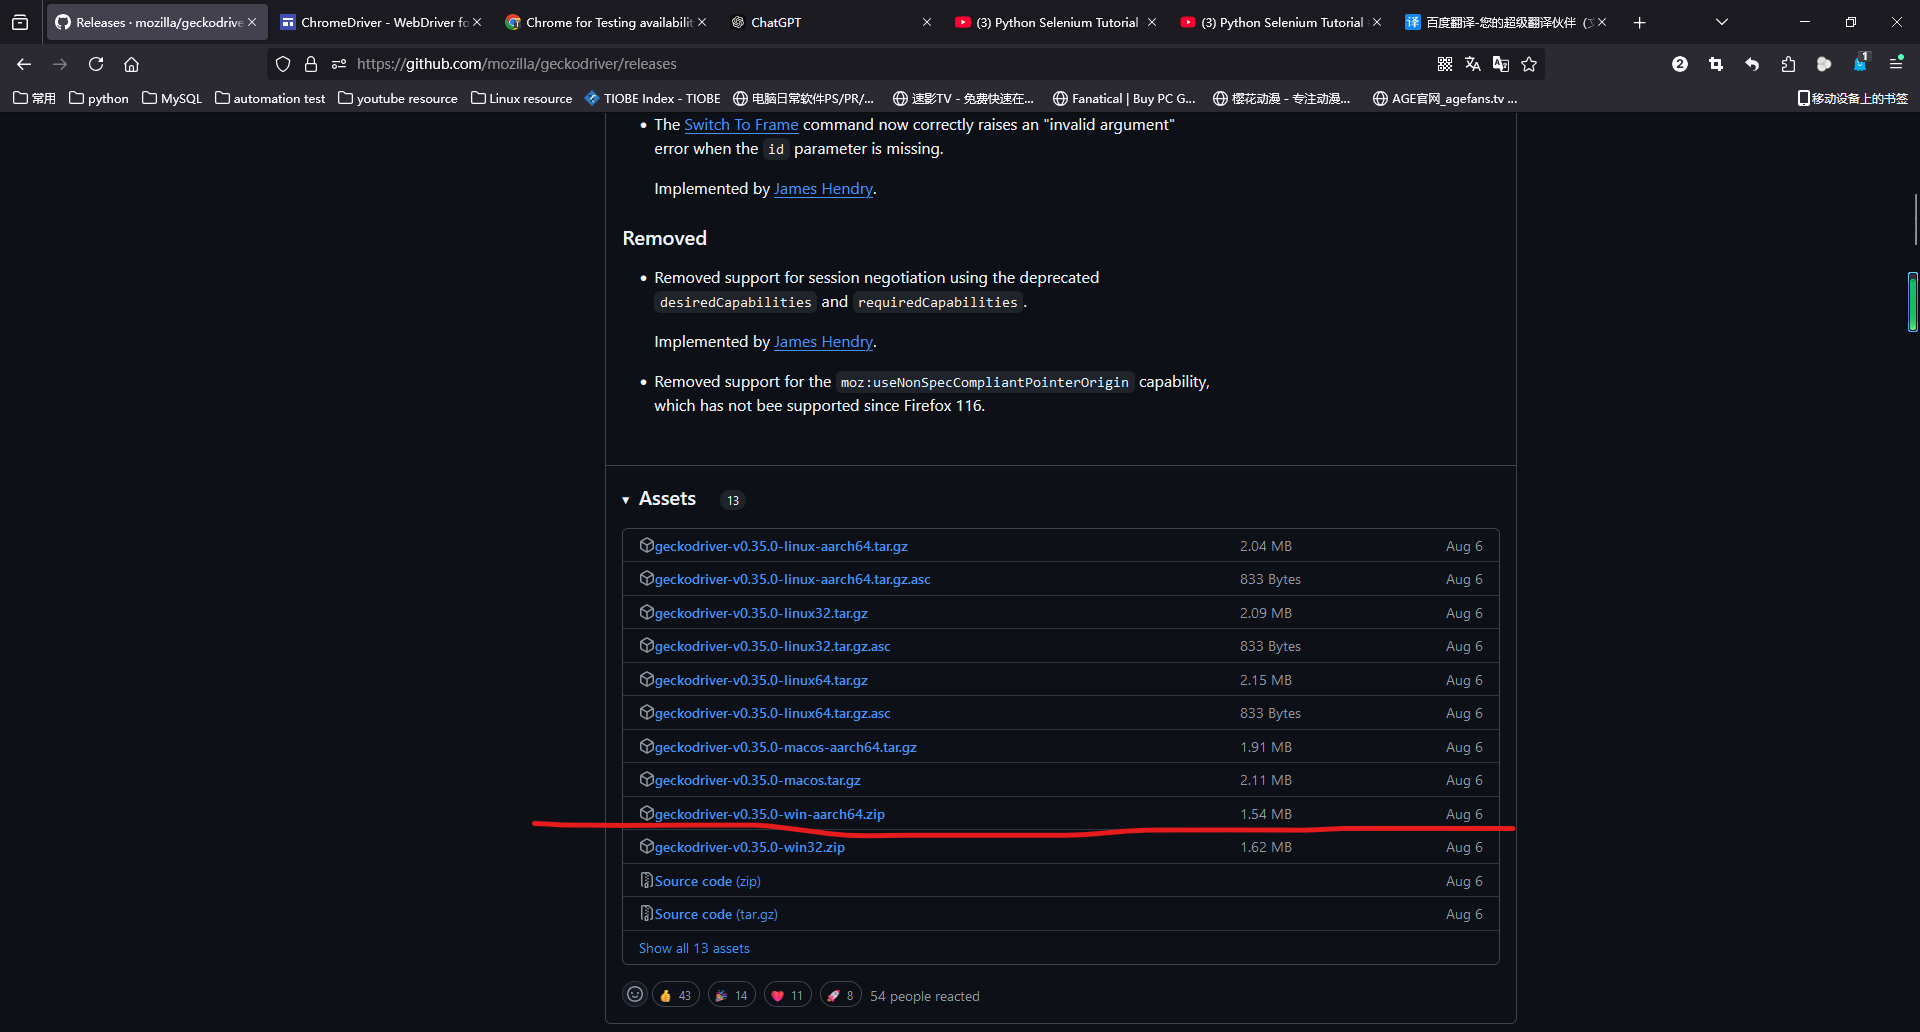 Releases · mozilla/geckodrive
ChromeDriver - WebDriver fo
Chrome for Testing availabilit
ChatGPT
(3) Python Selenium Tutorial
(3) Python Selenium Tutorial
译 百度翻译-您的超级翻译伙伴
https://github.com/mozilla/geckodriver/releases
2
1
常用
python
MySQL
automation test
youtube resource
Linux resource
TIOBE Index - TIOBE
电脑日常软件PS/PR/...
速影TV - 免费快速在...
Fanatical | Buy PC G...
樱花动漫 - 专注动漫...
AGE官网_agefans.tv ...
移动设备上的书签
The Switch To Frame command now correctly raises an "invalid argument"
error when the id parameter is missing.
Implemented by James Hendry.
Removed
Removed support for session negotiation using the deprecated
desiredCapabilities and requiredCapabilities.
Implemented by James Hendry.
Removed support for the moz:useNonSpecCompliantPointerOrigin capability,
which has not bee supported since Firefox 116.
Assets 13
geckodriver-v0.35.0-linux-aarch64.tar.gz 2.04 MB Aug 6
geckodriver-v0.35.0-linux-aarch64.tar.gz.asc 833 Bytes Aug 6
geckodriver-v0.35.0-linux32.tar.gz 2.09 MB Aug 6
geckodriver-v0.35.0-linux32.tar.gz.asc 833 Bytes Aug 6
geckodriver-v0.35.0-linux64.tar.gz 2.15 MB Aug 6
geckodriver-v0.35.0-linux64.tar.gz.asc 833 Bytes Aug 6
geckodriver-v0.35.0-macos-aarch64.tar.gz 1.91 MB Aug 6
geckodriver-v0.35.0-macos.tar.gz 2.11 MB Aug 6
geckodriver-v0.35.0-win-aarch64.zip 1.54 MB Aug 6
geckodriver-v0.35.0-win32.zip 1.62 MB Aug 6
Source code (zip) Aug 6
Source code (tar.gz) Aug 6
Show all 13 assets
43 14 11 8 54 people reacted